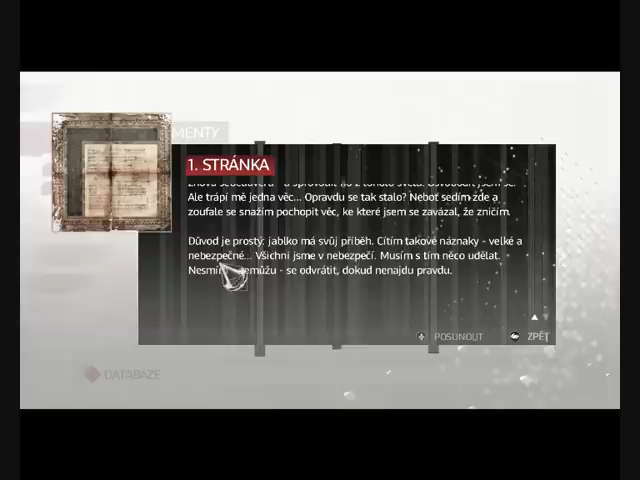 MENTY
1. STRÁNKA
Ale trápí mě jedna věc... Opravdu se tak stalo? Neboť sedím zde a
zoufale se snažím pochopit věc, ke které jsem se zavázal, že zničím.
Důvod je prostý. Jablko má svůj příběh. Cítím takové náznaky - velké a
nebezpečné... Všichni jsme v nebezpečí. Musím s tím něco udělat.
Nesmím - se odvrátit, dokud nenajdu pravdu.
POSUNOUT
ZPĚT
DATABÁZE